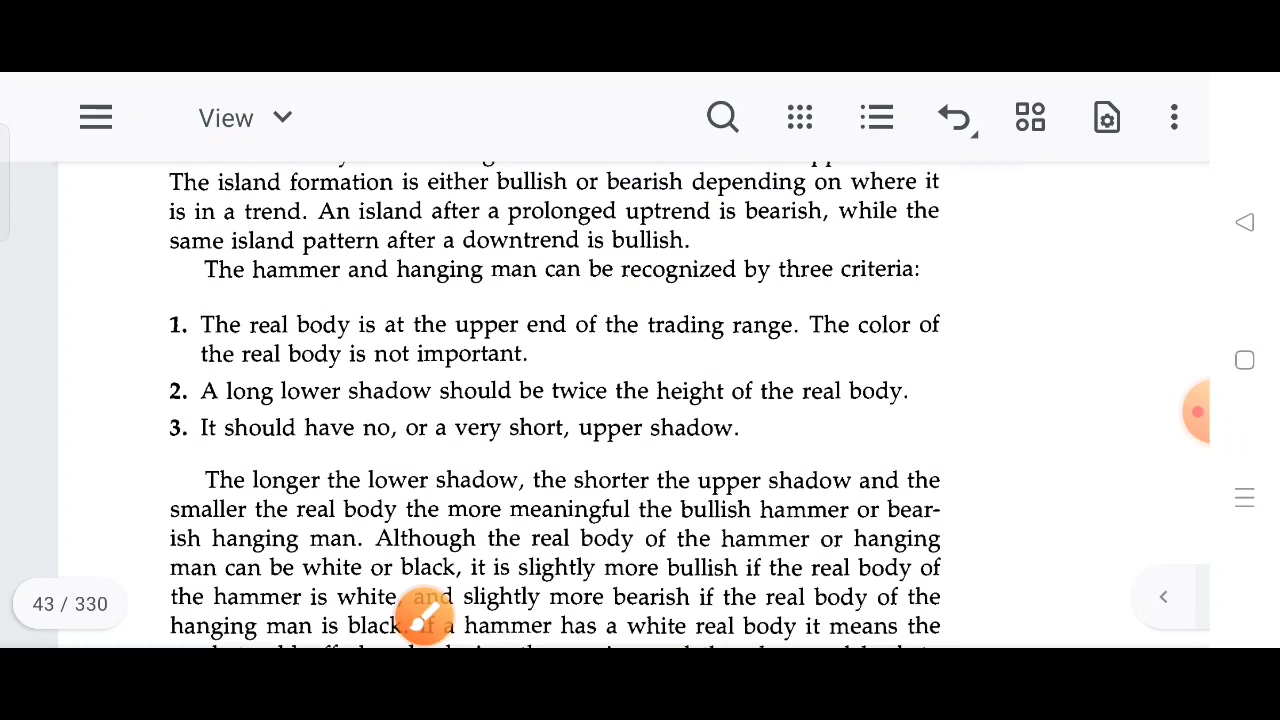 View
The island formation is either bullish or bearish depending on where it
is in a trend. An island after a prolonged uptrend is bearish, while the
same island pattern after a downtrend is bullish.
The hammer and hanging man can be recognized by three criteria:
1. The real body is at the upper end of the trading range. The color of
the real body is not important.
2. A long lower shadow should be twice the height of the real body.
3. It should have no, or a very short, upper shadow.
The longer the lower shadow, the shorter the upper shadow and the
smaller the real body the more meaningful the bullish hammer or bear-
ish hanging man. Although the real body of the hammer or hanging
man can be white or black, it is slightly more bullish if the real body of
the hammer is white, and slightly more bearish if the real body of the
hanging man is black. If a hammer has a white real body it means the
43 / 330